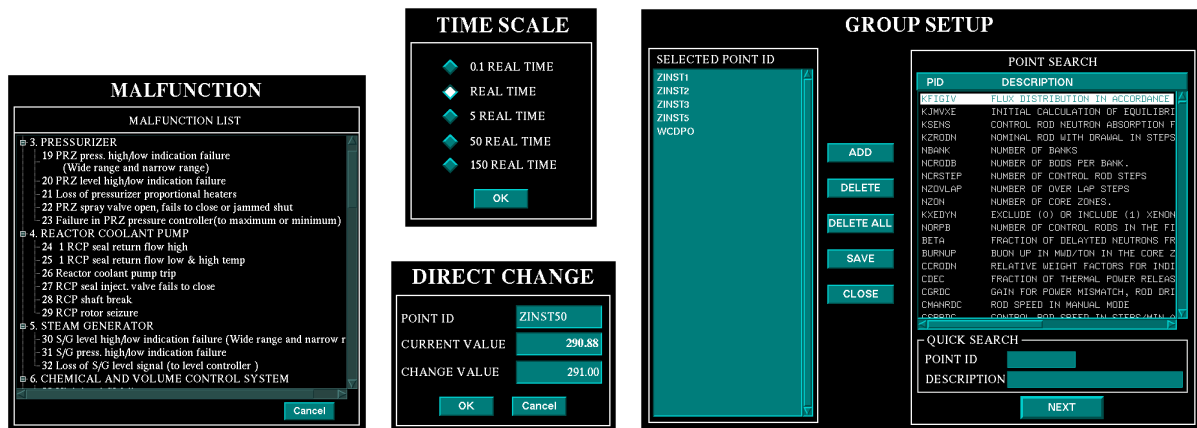 MALFUNCTION
MALFUNCTION LIST
3. PRESSURIZER
19 PRZ press. high/low indication failure
(Wide range and narrow range)
20 PRZ level high/low indication failure
21 Loss of pressurizer proportional heaters
22 PRZ spray valve open, fails to close or jammed shut
23 Failure in PRZ pressure controller(to maximum or minimum)
4. REACTOR COOLANT PUMP
24 1 RCP seal return flow high
25 1 RCP seal return flow low & high temp
26 Reactor coolant pump trip
27 RCP seal inject. valve fails to close
28 RCP shaft break
29 RCP rotor seizure
5. STEAM GENERATOR
30 S/G level high/low indication failure (Wide range and narrow r
31 S/G press. high/low indication failure
32 Loss of S/G level signal (to level controller )
6. CHEMICAL AND VOLUME CONTROL SYSTEM
Cancel
TIME SCALE
0.1 REAL TIME
REAL TIME
5 REAL TIME
50 REAL TIME
150 REAL TIME
OK
DIRECT CHANGE
POINT ID ZINST50
CURRENT VALUE 290.88
CHANGE VALUE 291.00
OK Cancel
GROUP SETUP
SELECTED POINT ID
ZINST1
ZINST2
ZINST3
ZINST5
WCDPO
ADD
DELETE
DELETE ALL
SAVE
CLOSE
POINT SEARCH
PID DESCRIPTION
KFIGIV FLUX DISTRIBUTION IN ACCORDANCE
KJMVXE INITIAL CALCULATION OF EQUILIBRI
KSENS CONTROL ROD NEUTRON ABSORPTION F
KZRODN NOMINAL ROD WITH DRAWAL IN STEPS
NBANK NUMBER OF BANKS
NCRODB NUMBER OF BODS PER BANK.
NCRSTEP NUMBER OF CONTROL ROD STEPS
NZOVLAP NUMBER OF OVER LAP STEPS
NZON NUMBER OF CORE ZONES.
KXEDYN EXCLUDE (0) OR INCLUDE (1) XENON
NORPB NUMBER OF CONTROL RODS IN THE FI
BETA FRACTION OF DELAYTED NEUTRONS FR
BURNUP BUON UP IN MWD/TON IN THE CORE Z
CCRODN RELATIVE WEIGHT FACTORS FOR INDI
CDEC FRACTION OF THERMAL POWER RELEAS
CGRDC GAIN FOR POWER MISMATCH, ROD DRI
CMANRDC ROD SPEED IN MANUAL MODE
CONTROL ROD SPEED IN STEPS/MIN
QUICK SEARCH
POINT ID
DESCRIPTION
NEXT